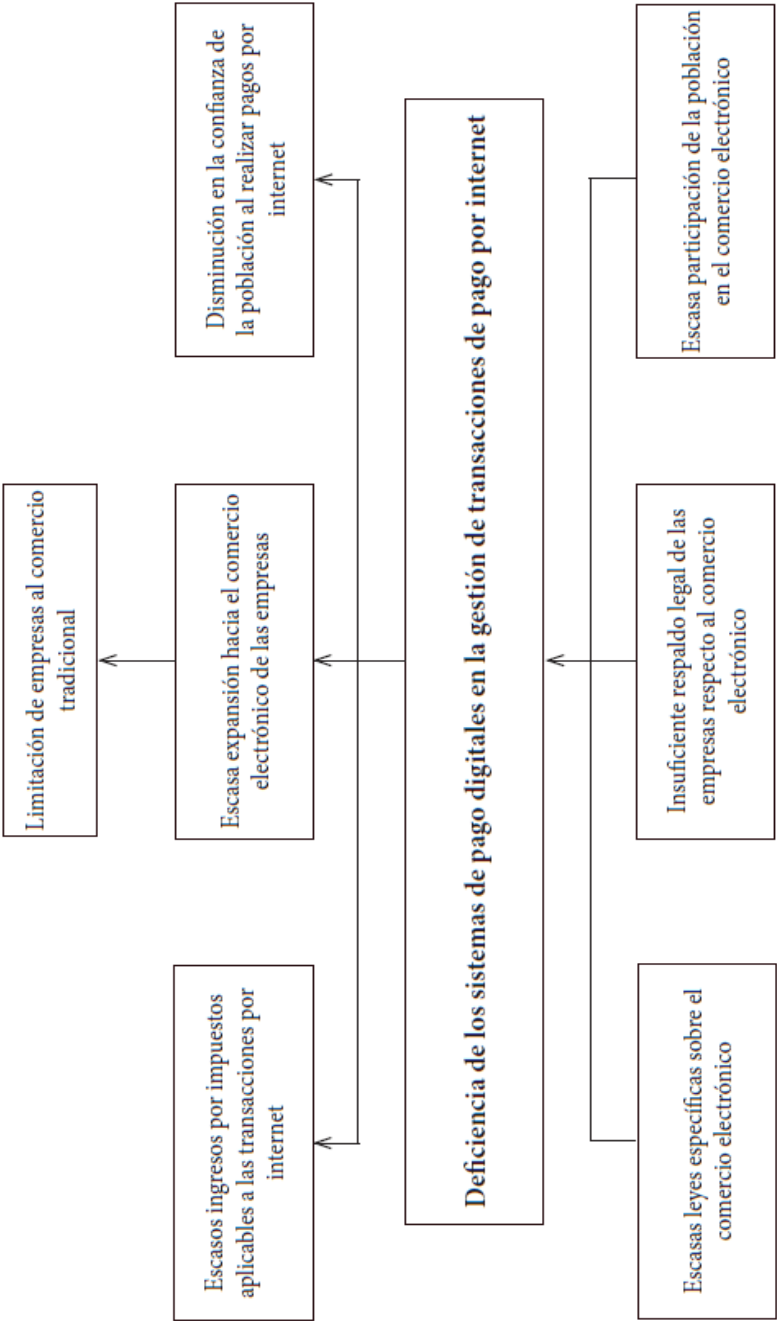 Limitación de empresas al comercio
tradicional
Escasos ingresos por impuestos
aplicables a las transacciones por
internet
Escasa expansión hacia el comercio
electrónico de las empresas
Disminución en la confianza de
la población al realizar pagos por
internet
Deficiencia de los sistemas de pago digitales en la gestión de transacciones de pago por internet
Escasas leyes específicas sobre el
comercio electrónico
Insuficiente respaldo legal de las
empresas respecto al comercio
electrónico
Escasa participación de la población
en el comercio electrónico